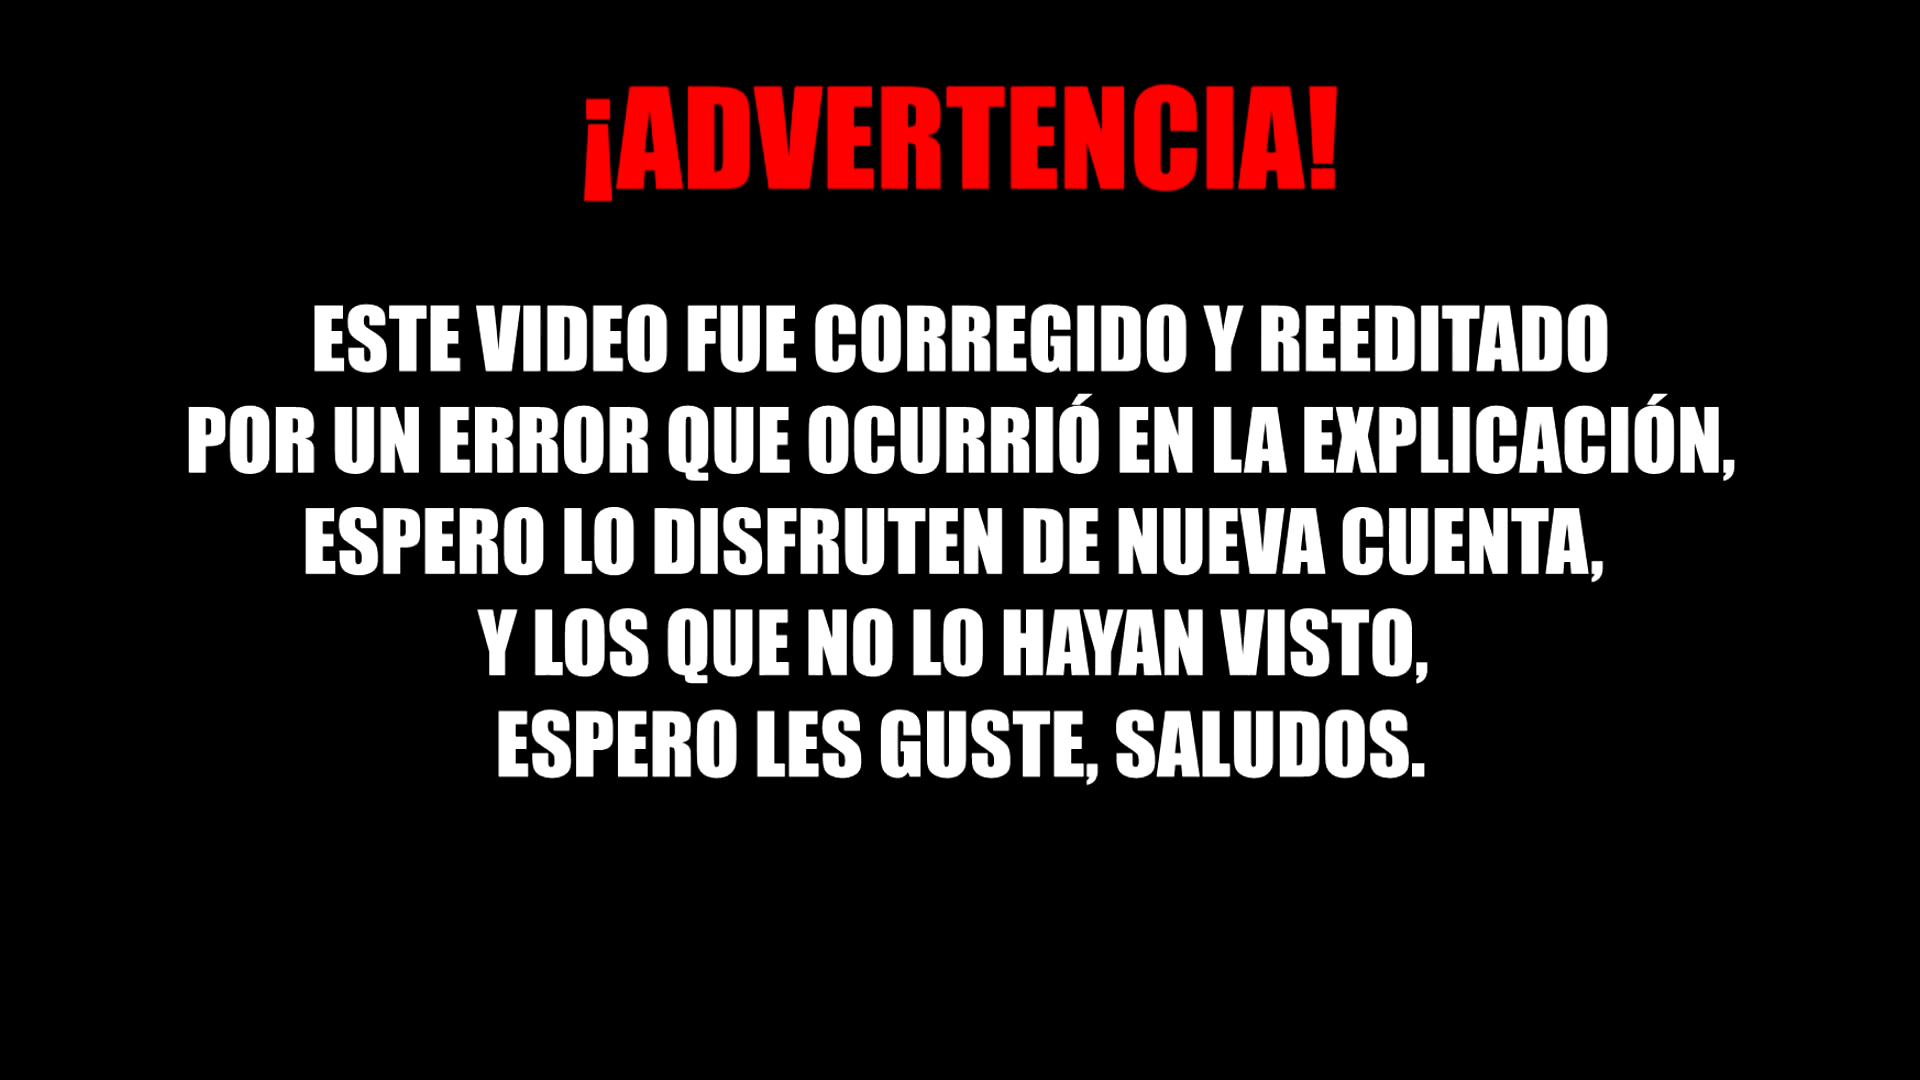 ¡ADVERTENCIA!
ESTE VIDEO FUE CORREGIDO Y REEDITADO
POR UN ERROR QUE OCURRIÓ EN LA EXPLICACIÓN,
ESPERO LO DISFRUTEN DE NUEVA CUENTA,
Y LOS QUE NO LO HAYAN VISTO,
ESPERO LES GUSTE, SALUDOS.